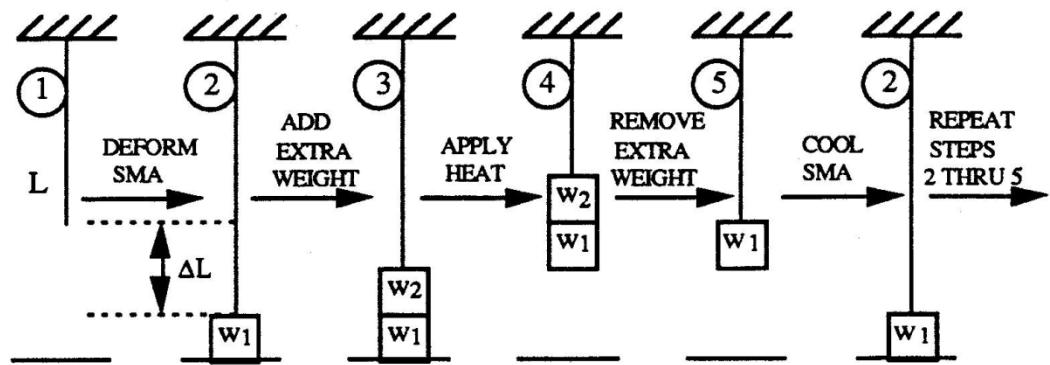 1
L
DEFORM
SMA
ΔL
2
W1
ADD
EXTRA
WEIGHT
3
W2
W1
APPLY
HEAT
4
W2
W1
REMOVE
EXTRA
WEIGHT
5
W1
COOL
SMA
2
W1
REPEAT
STEPS
2 THRU 5